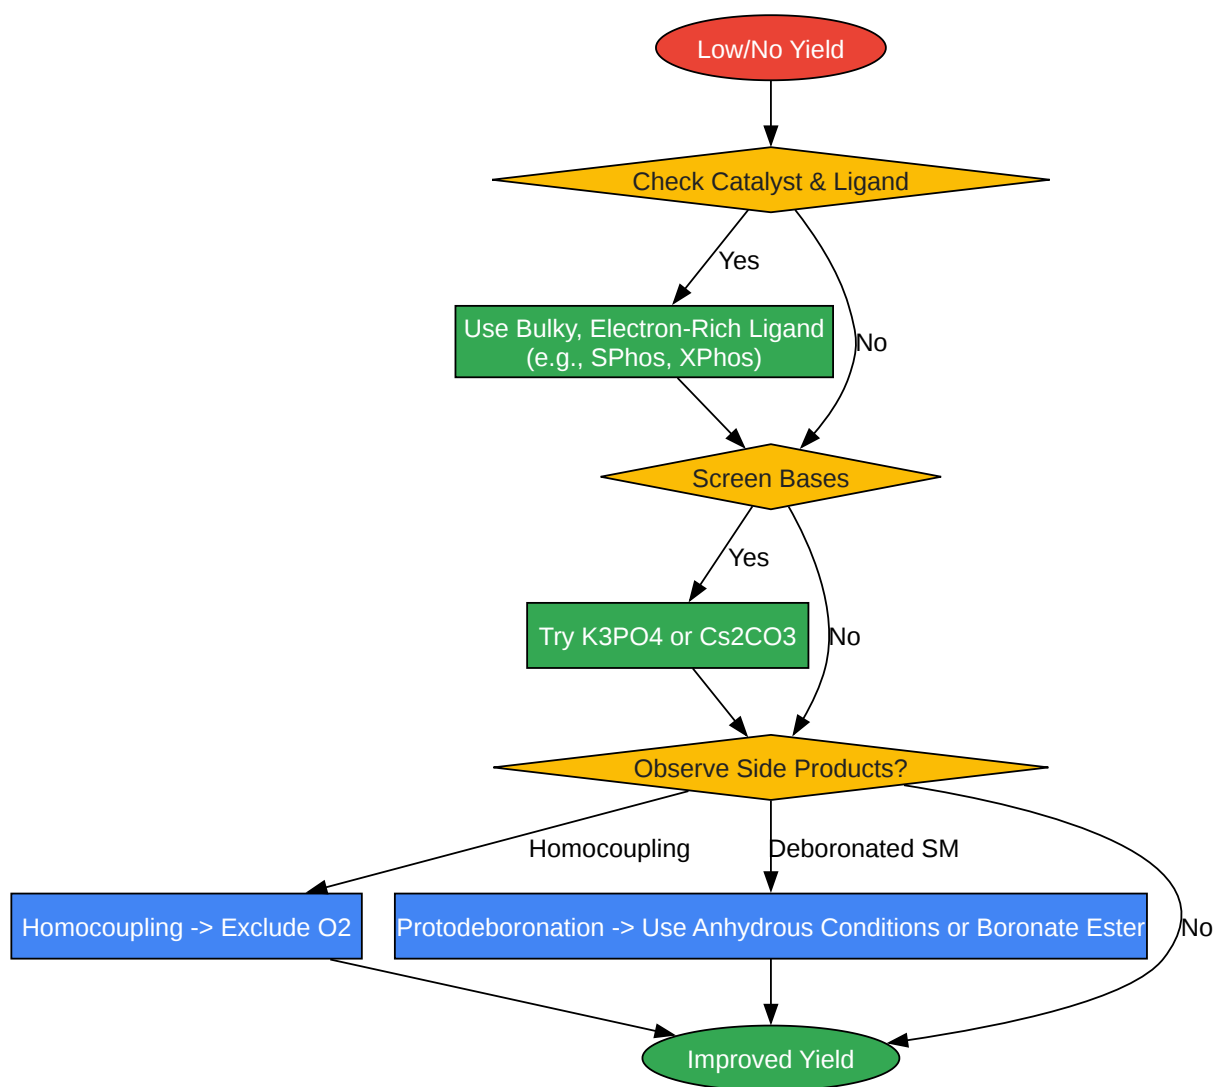 Low/No Yield
Check Catalyst & Ligand
Yes
Use Bulky, Electron-Rich Ligand
(e.g., SPhos, XPhos)
No
Screen Bases
Yes
Try K3PO4 or Cs2CO3
No
Observe Side Products?
Homocoupling
Deboronated SM
Homocoupling -> Exclude O2
Protodeboronation -> Use Anhydrous Conditions or Boronate Ester
No
Improved Yield